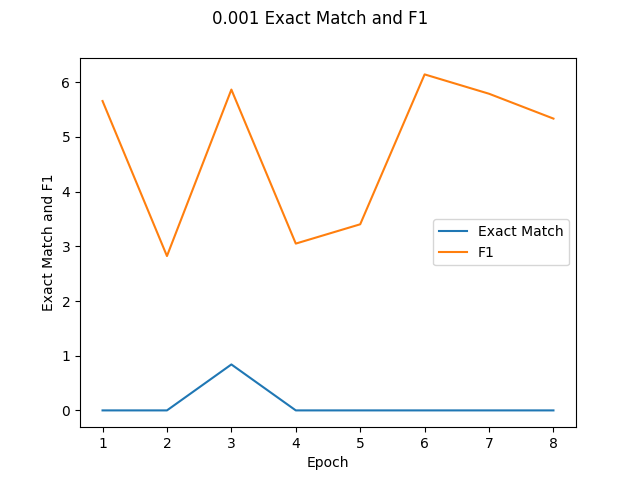 0.001 Exact Match and F1
Exact Match and F1
6
5
4
3
2
1
0
Exact Match
F1
1 2 3 4 5 6 7 8
Epoch